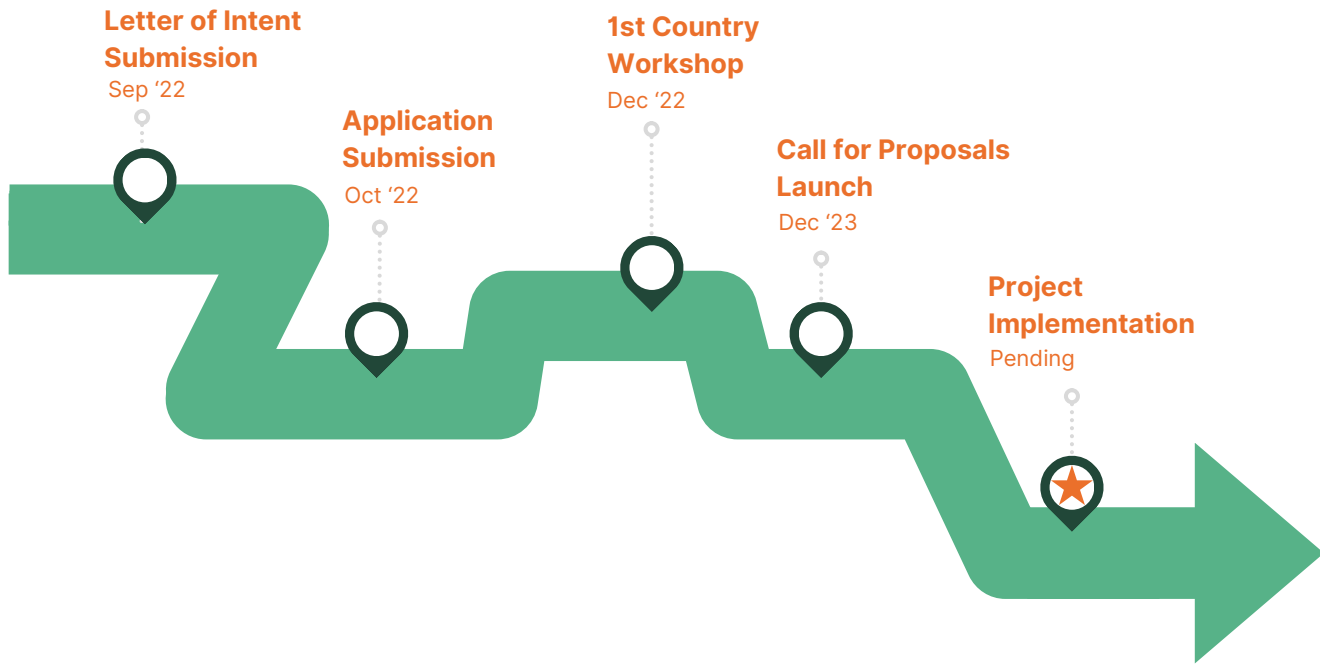 Letter of Intent
Submission
Sep ‘22
Application
Submission
Oct ‘22
1st Country
Workshop
Dec ‘22
Call for Proposals
Launch
Dec ‘23
Project
Implementation
Pending